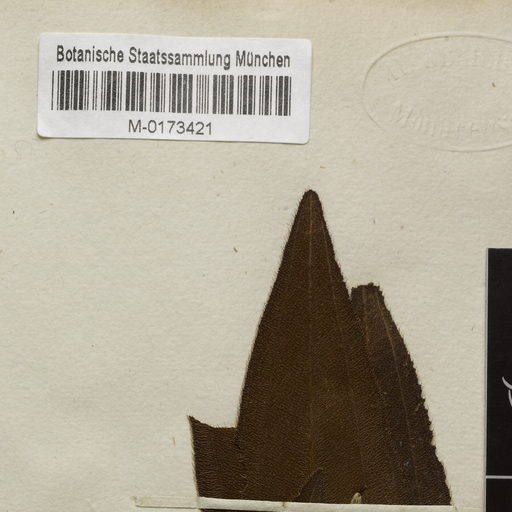 Botanische Staatssammlung München
M-0173421